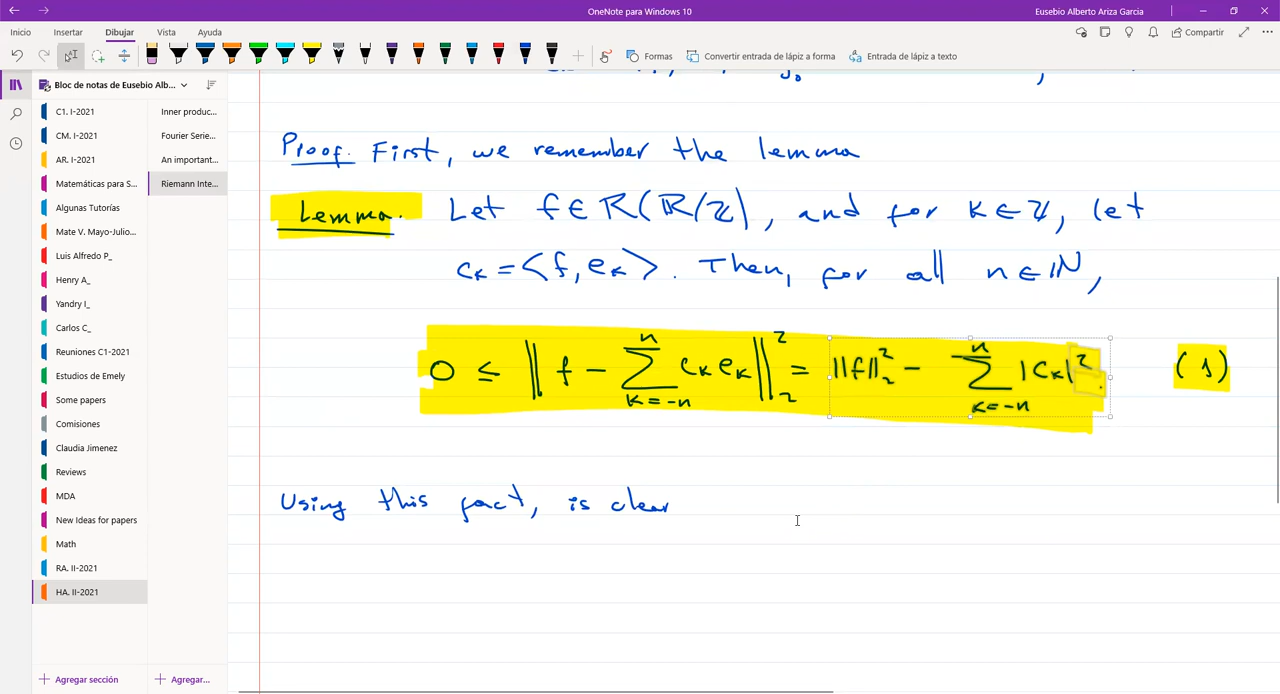 OneNote para Windows 10
Eusebio Alberto Ariza Garcia
Inicio Insertar Dibujar Vista Ayuda
Compartir
Formas
Convertir entrada de lápiz a forma
Entrada de lápiz a texto
Bloc de notas de Eusebio Alb...
C1. I-2021
CM. I-2021
AR. I-2021
Matemáticas para S...
Algunas Tutorías
Mate V. Mayo-Julio...
Luis Alfredo P_
Henry A_
Yandry I_
Carlos C_
Reuniones C1-2021
Estudios de Emely
Some papers
Comisiones
Claudia Jimenez
Reviews
MDA
New Ideas for papers
Math
RA. II-2021
HA. II-2021
Agregar sección
Inner produc...
Fourier Serie...
An important...
Riemann Inte...
Agregar...
Proof. First, we remember the lemma
Lemma. Let f ∈ R(ℝ/ℤ), and for k ∈ ℤ, let
c_k = <f, e_k>. Then, for all n ∈ ℕ,
0 ≤ ‖ f − ∑_{k=-n}^{n} c_k e_k ‖_2^2 = ‖f‖_2^2 − ∑_{k=-n}^{n} |c_k|^2. (1)
Using this fact, is clear